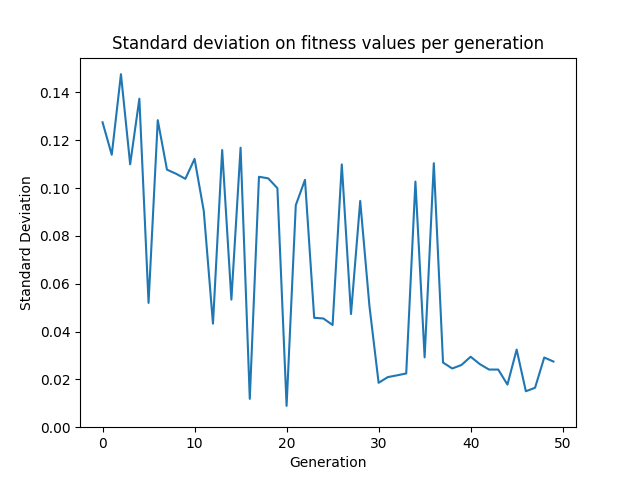 Standard deviation on fitness values per generation
Standard Deviation
0.14
0.12
0.10
0.08
0.06
0.04
0.02
0.00
0 10 20 30 40 50
Generation